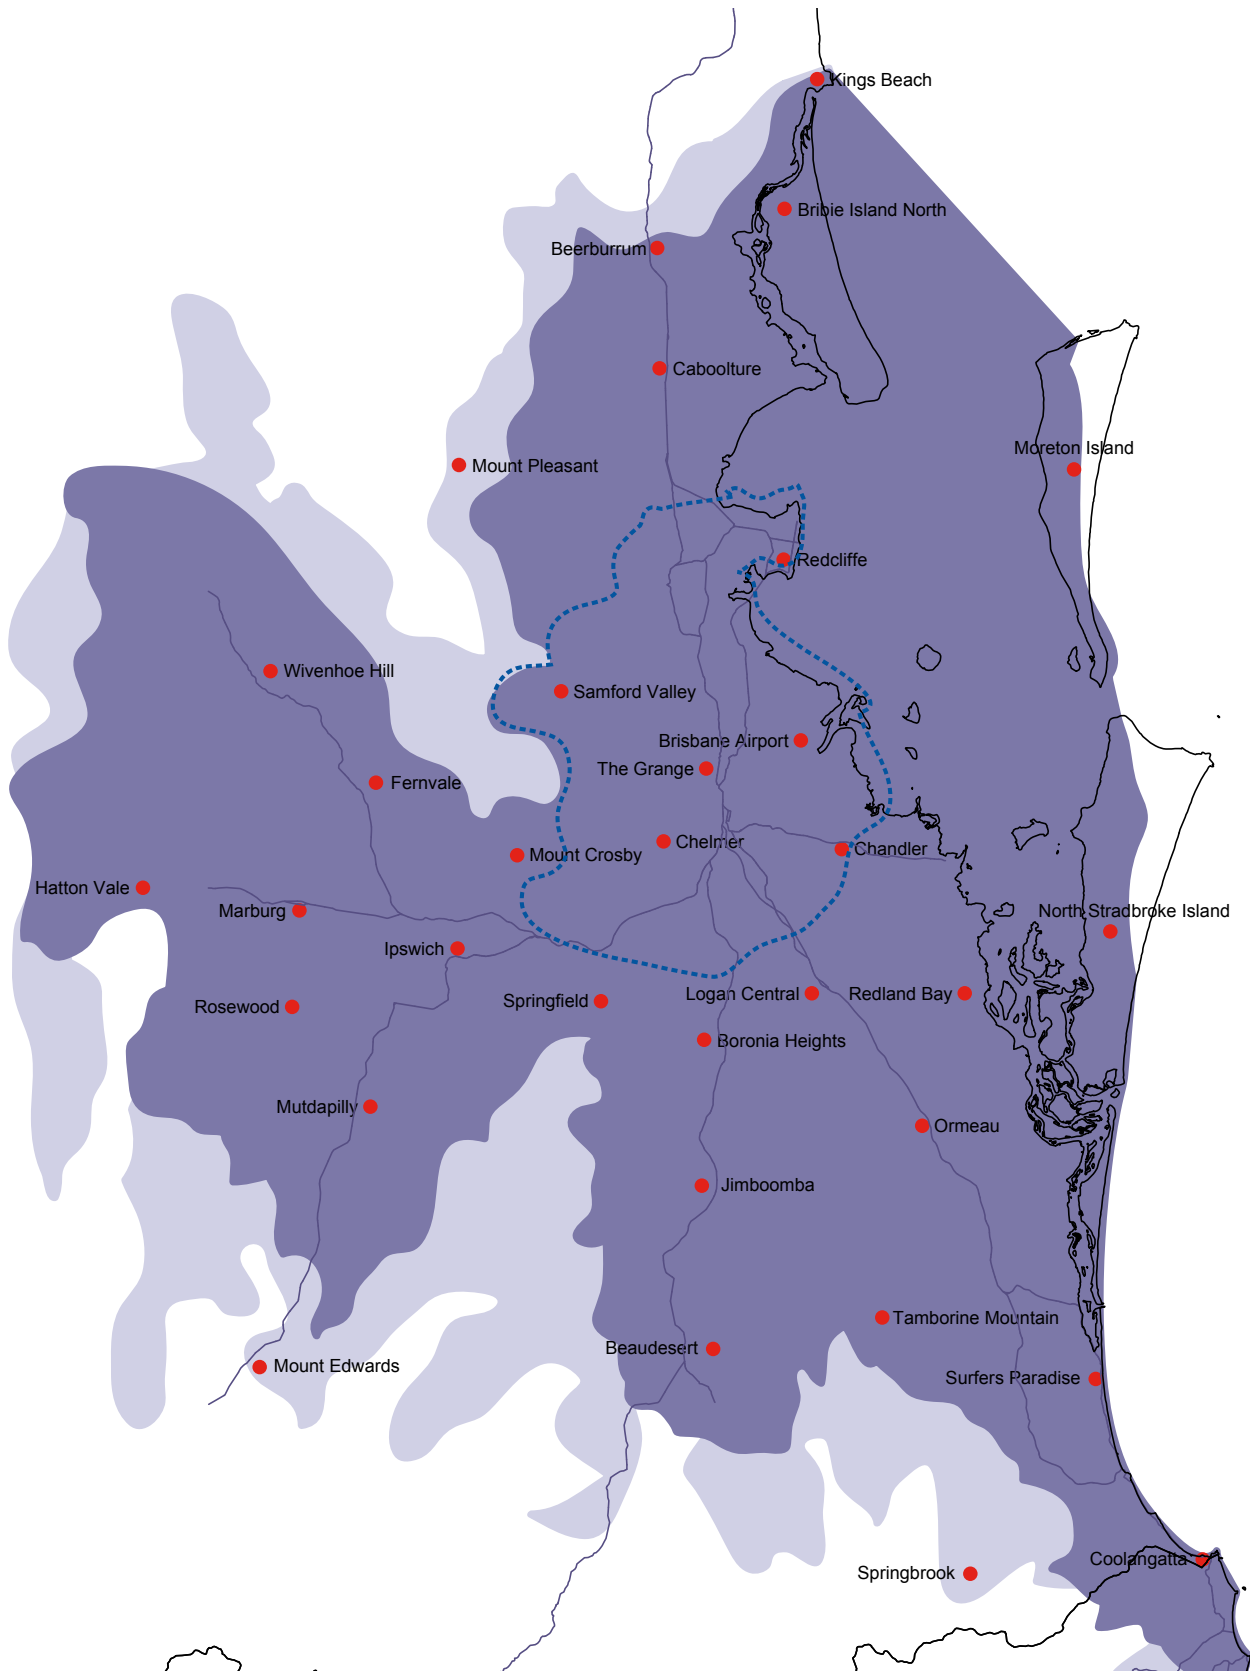 Kings Beach
Bribie Island North
Beerburrum
Caboolture
Moreton Island
Mount Pleasant
Redcliffe
Wivenhoe Hill
Samford Valley
Brisbane Airport
The Grange
Fernvale
Chelmer
Chandler
Mount Crosby
Hatton Vale
Marburg
North Stradbroke Island
Ipswich
Springfield
Logan Central
Redland Bay
Rosewood
Boronia Heights
Mutdapilly
Ormeau
Jimboomba
Tamborine Mountain
Beaudesert
Mount Edwards
Surfers Paradise
Coolangatta
Springbrook